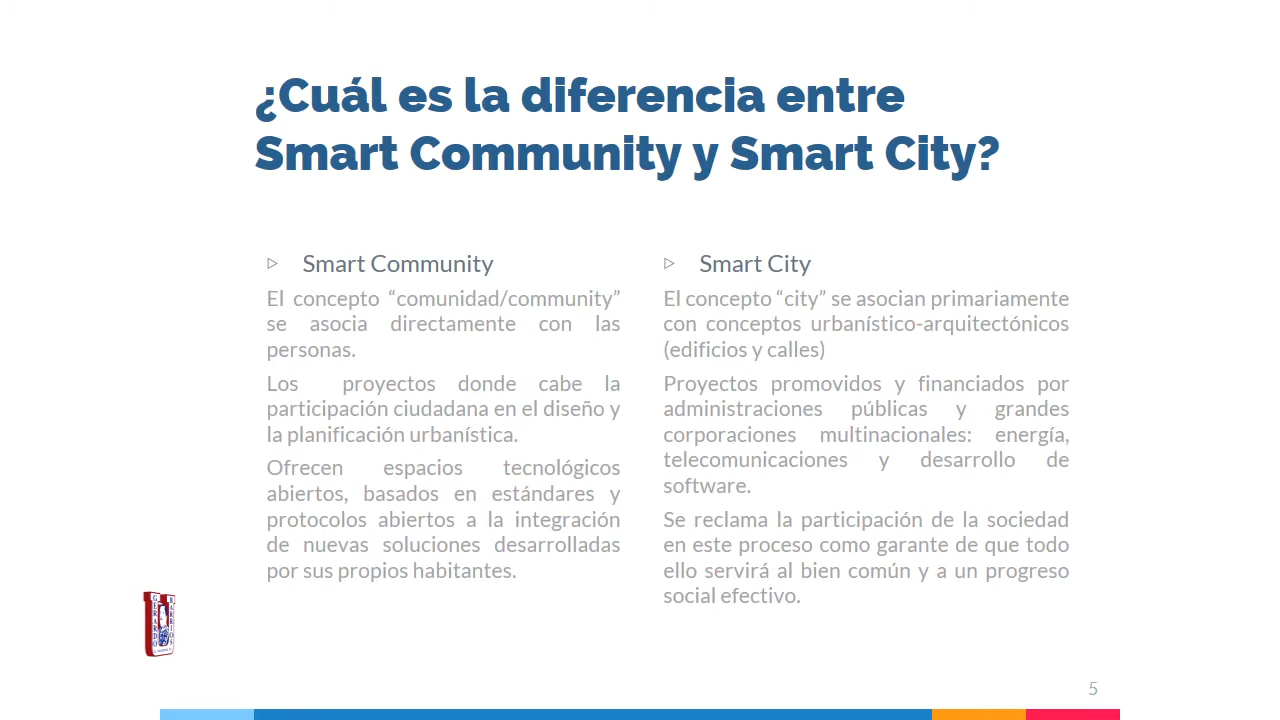 ¿Cuál es la diferencia entre
Smart Community y Smart City?
▷ Smart Community
El concepto “comunidad/community”
se asocia directamente con las
personas.
Los proyectos donde cabe la
participación ciudadana en el diseño y
la planificación urbanística.
Ofrecen espacios tecnológicos
abiertos, basados en estándares y
protocolos abiertos a la integración
de nuevas soluciones desarrolladas
por sus propios habitantes.
▷ Smart City
El concepto “city” se asocian primariamente
con conceptos urbanístico-arquitectónicos
(edificios y calles)
Proyectos promovidos y financiados por
administraciones públicas y grandes
corporaciones multinacionales: energía,
telecomunicaciones y desarrollo de
software.
Se reclama la participación de la sociedad
en este proceso como garante de que todo
ello servirá al bien común y a un progreso
social efectivo.
GERARDO
BARRIOS
5